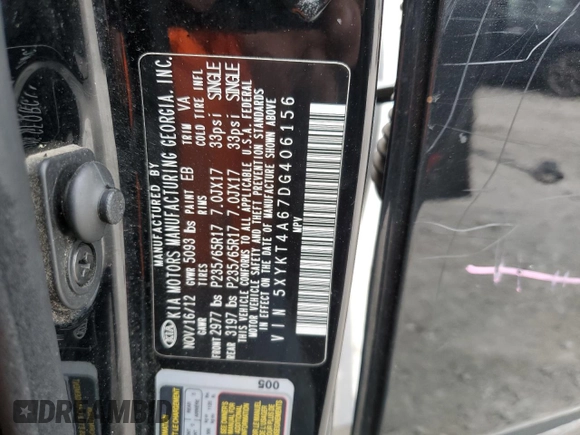 MANUFACTURED BY
KIA MOTORS MANUFACTURING GEORGIA, INC.
NOV/16/12 GVWR 5093 lbs PAINT EB TRIM VA
GAWR TIRES RIMS COLD TIRE INFL
FRONT 2977 lbs P235/65R17 7.0JX17 33psi SINGLE
REAR 3197 lbs P235/65R17 7.0JX17 33psi SINGLE
THIS VEHICLE CONFORMS TO ALL APPLICABLE U.S.A. FEDERAL
MOTOR VEHICLE SAFETY AND THEFT PREVENTION STANDARDS
IN EFFECT ON THE DATE OF MANUFACTURE SHOWN ABOVE
VIN 5XYKT4A67DG406156
MPV
KIA
005
DREAMBID